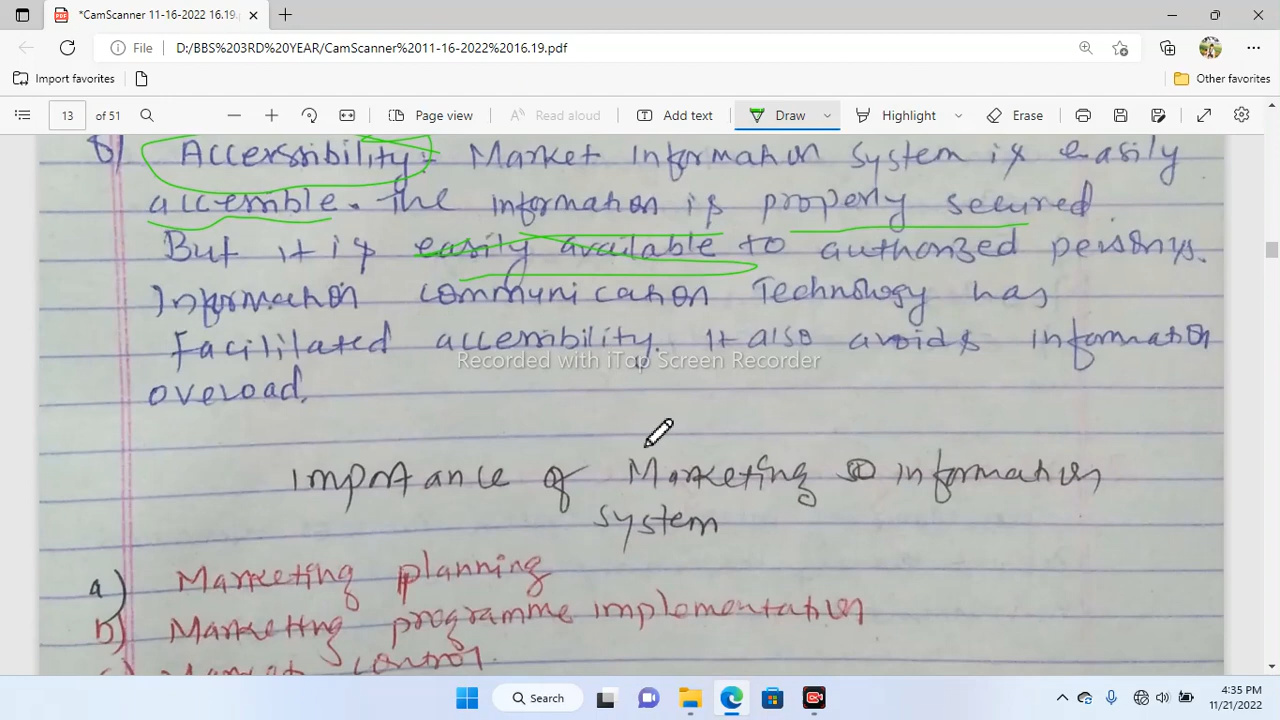 *CamScanner 11-16-2022 16.19.p
File D:/BBS%203RD%20YEAR/CamScanner%2011-16-2022%2016.19.pdf
Import favorites Other favorites
13 of 51 Page view Read aloud Add text Draw Highlight Erase Share
8) Accessibility: Market Information System is easily
accessible. The information is properly secured.
But it is easily available to authorized persons.
Information communication Technology has
facilitated accessibility. It also avoids information
overload.
Recorded with iTop Screen Recorder
Importance of Marketing information
system
a) Marketing planning
b) Marketing programme implementation
c) Market control.
Search
4:35 PM
11/21/2022